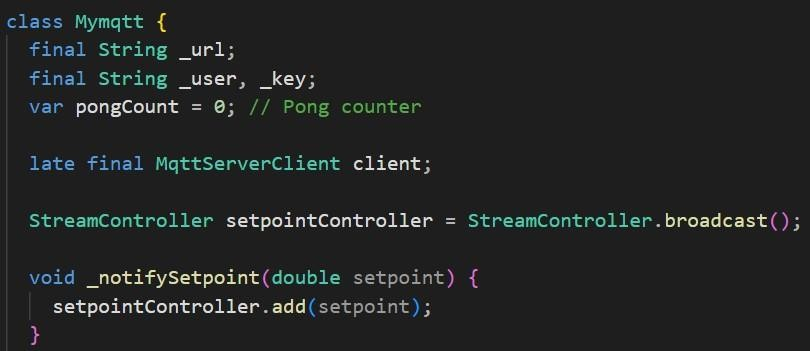 class Mymqtt {
final String _url;
final String _user, _key;
var pongCount = 0; // Pong counter
late final MqttServerClient client;
StreamController setpointController = StreamController.broadcast();
void _notifySetpoint(double setpoint) {
setpointController.add(setpoint);
}